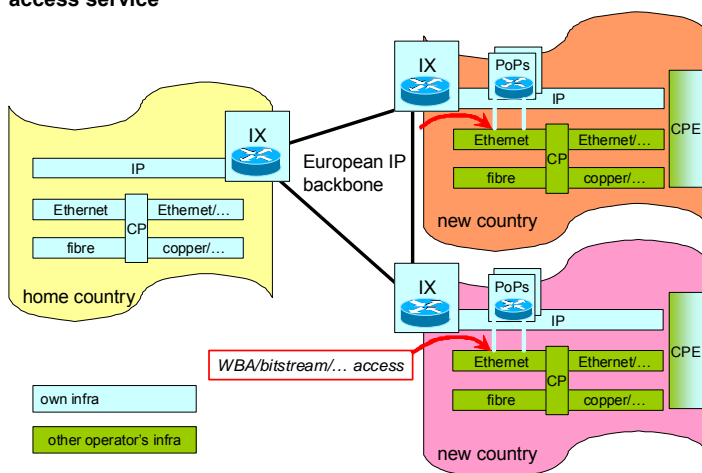 access service
IX
PoPs
IP
Ethernet
Ethernet/…
CP
CPE
fibre
copper/…
new country
IX
European IP
backbone
IP
Ethernet
Ethernet/…
CP
fibre
copper/…
home country
IX
PoPs
IP
WBA/bitstream/… access
Ethernet
Ethernet/…
CP
CPE
fibre
copper/…
own infra
other operator's infra
new country